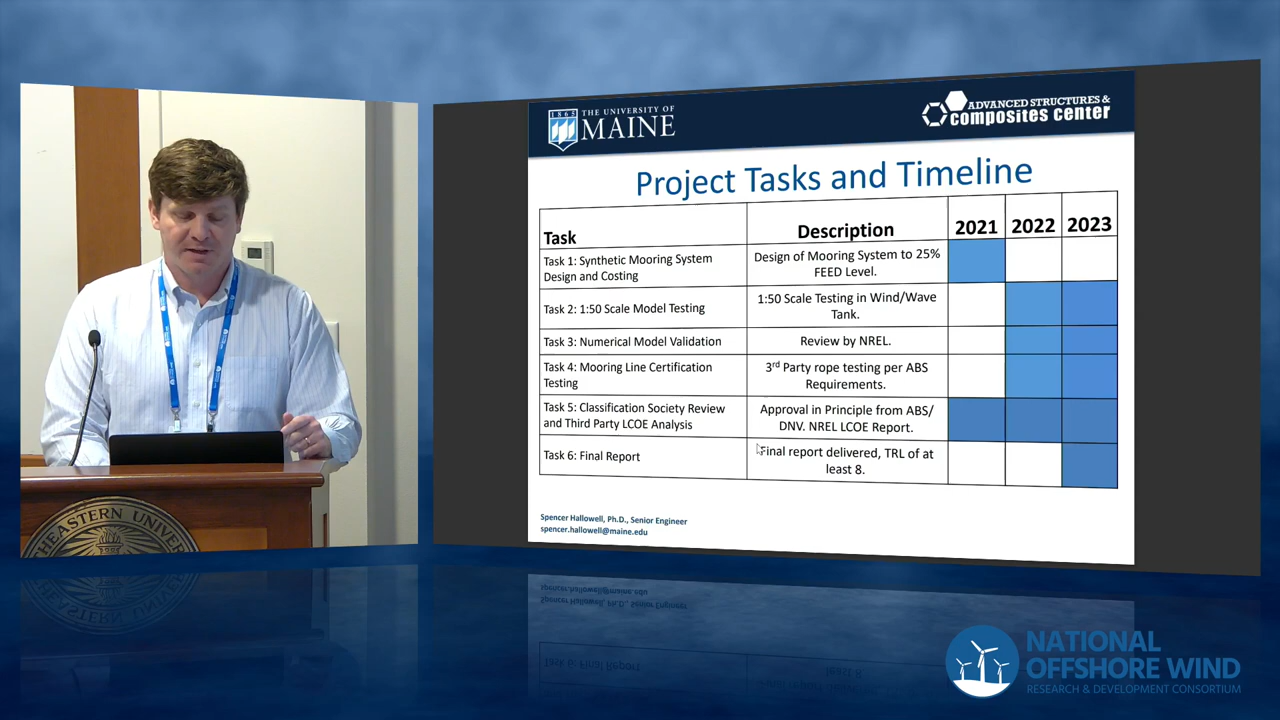 1865
THE UNIVERSITY OF
MAINE
ADVANCED STRUCTURES &
composites center
Project Tasks and Timeline
Task Description 2021 2022 2023
Task 1: Synthetic Mooring System
Design and Costing
Design of Mooring System to 25%
FEED Level.
Task 2: 1:50 Scale Model Testing
1:50 Scale Testing in Wind/Wave
Tank.
Task 3: Numerical Model Validation
Review by NREL.
Task 4: Mooring Line Certification
Testing
3rd Party rope testing per ABS
Requirements.
Task 5: Classification Society Review
and Third Party LCOE Analysis
Approval in Principle from ABS/
DNV. NREL LCOE Report.
Task 6: Final Report
Final report delivered, TRL of at
least 8.
Spencer Hallowell, Ph.D., Senior Engineer
spencer.hallowell@maine.edu
HEASTERN UNIVER
NATIONAL
OFFSHORE WIND
RESEARCH & DEVELOPMENT CONSORTIUM